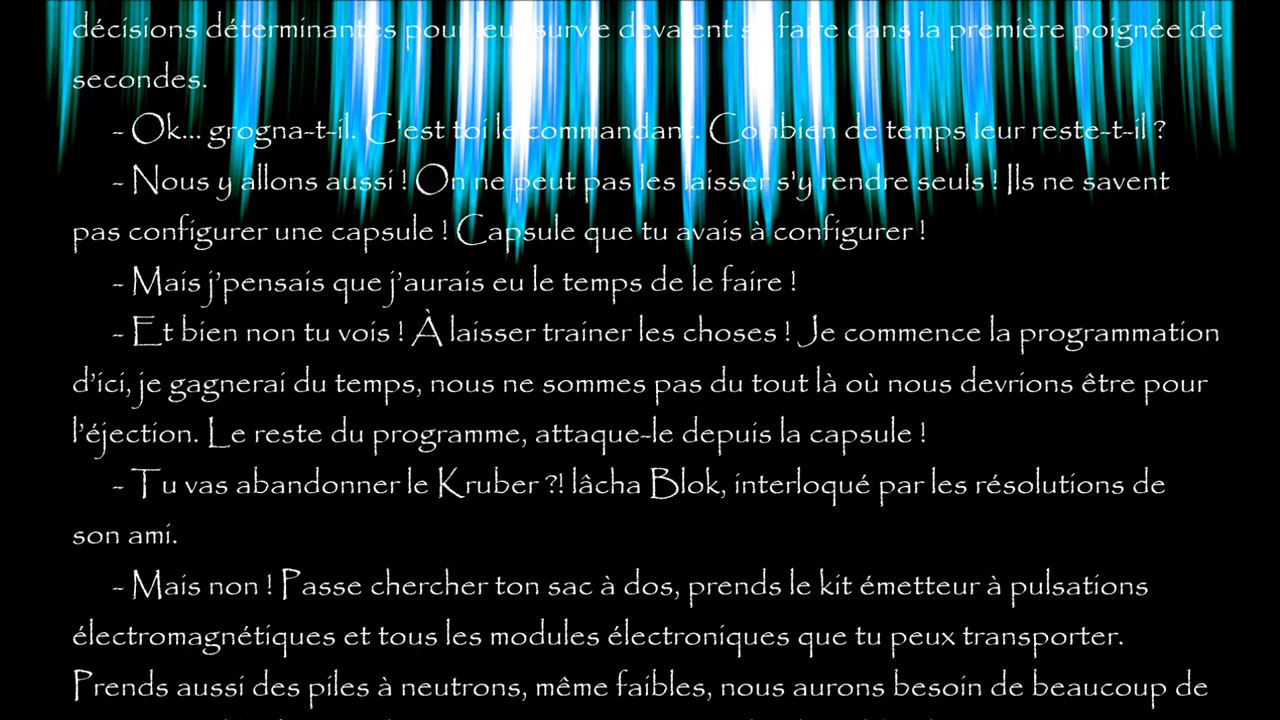 décisions déterminantes pour leur survie devaient se faire dans la première poignée de
secondes.
- Ok... grogna-t-il. C'est toi le commandant. Combien de temps leur reste-t-il ?
- Nous y allons aussi ! On ne peut pas les laisser s'y rendre seuls ! Ils ne savent
pas configurer une capsule ! Capsule que tu avais à configurer !
- Mais j'pensais que j'aurais eu le temps de le faire !
- Et bien non tu vois ! À laisser trainer les choses ! Je commence la programmation
d'ici, je gagnerai du temps, nous ne sommes pas du tout là où nous devrions être pour
l'éjection. Le reste du programme, attaque-le depuis la capsule !
- Tu vas abandonner le Kruber ?! lâcha Blok, interloqué par les résolutions de
son ami.
- Mais non ! Passe chercher ton sac à dos, prends le kit émetteur à pulsations
électromagnétiques et tous les modules électroniques que tu peux transporter.
Prends aussi des piles à neutrons, même faibles, nous aurons besoin de beaucoup de